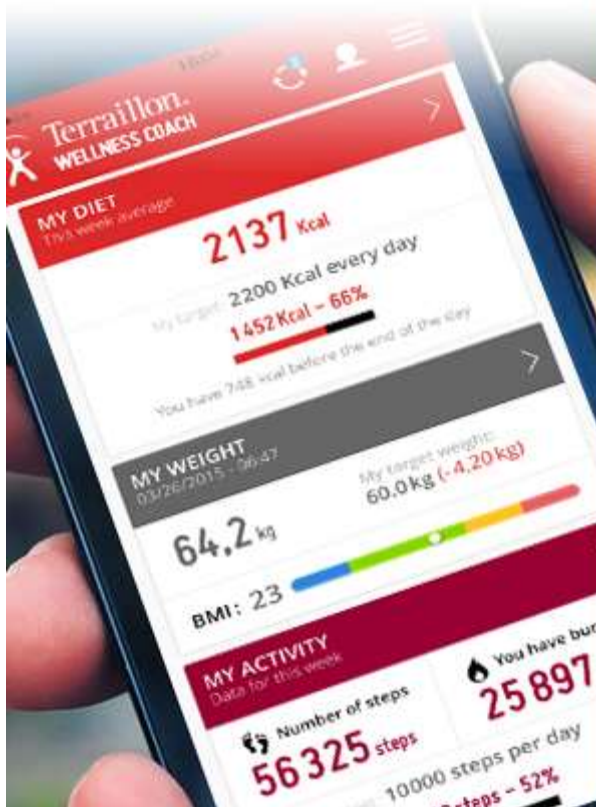 Terraillon.
WELLNESS COACH
MY DIET
This week average
2137 Kcal
My target: 2200 Kcal every day
1 452 Kcal - 66%
You have 748 kcal before the end of the day
MY WEIGHT
03/26/2015 - 06:47
64,2 kg
My target weight:
60.0 kg (-4,20 kg)
BMI: 23
MY ACTIVITY
Data for this week
Number of steps
56 325 steps
You have bur
25 897
10000 steps per day
steps - 52%